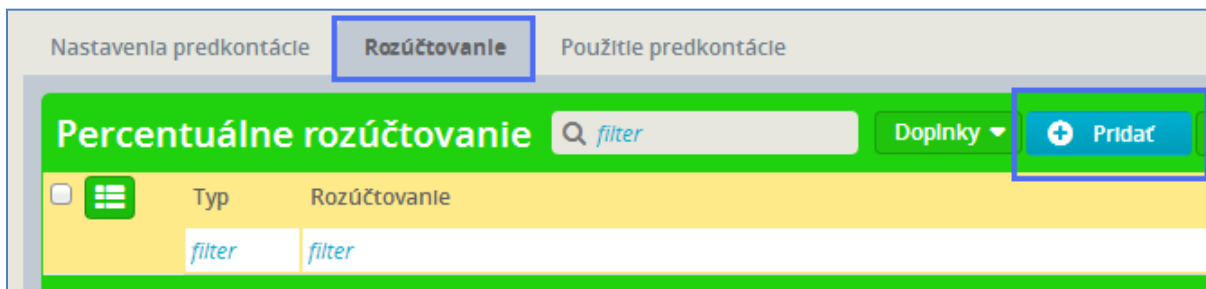 Nastavenia predkontácie Rozúčtovanie Použitie predkontácie
Percentuálne rozúčtovanie filter Doplnky Pridať
Typ Rozúčtovanie
filter filter